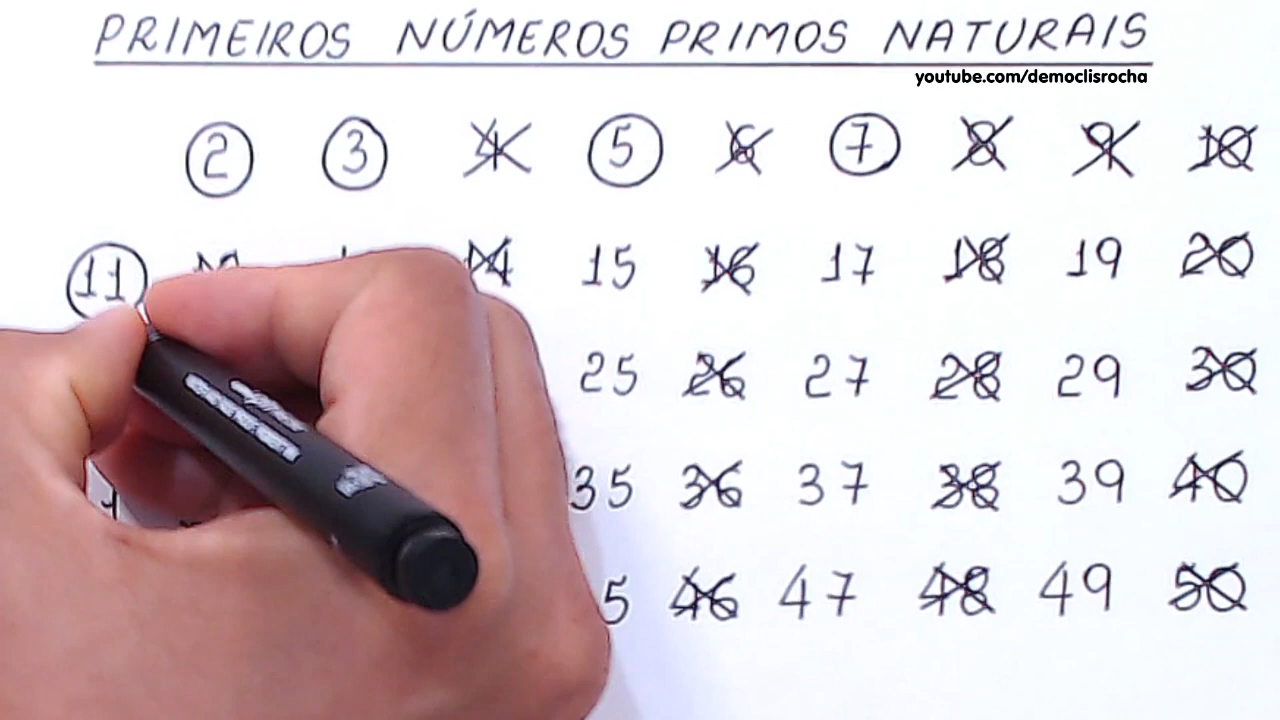 PRIMEIROS NÚMEROS PRIMOS NATURAIS
youtube.com/democlisrocha
2 3 4 5 6 7 8 9 10
11 14 15 16 17 18 19 20
25 26 27 28 29 30
35 36 37 38 39 40
5 46 47 48 49 50